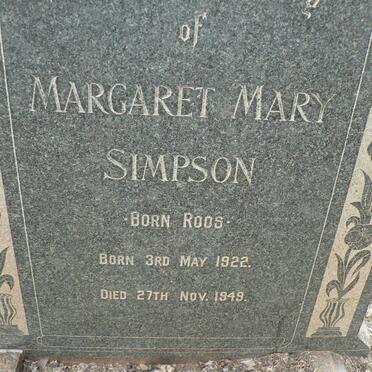 of
MARGARET MARY
SIMPSON
·BORN ROOS·
BORN 3RD MAY 1922.
DIED 27TH NOV. 1949.